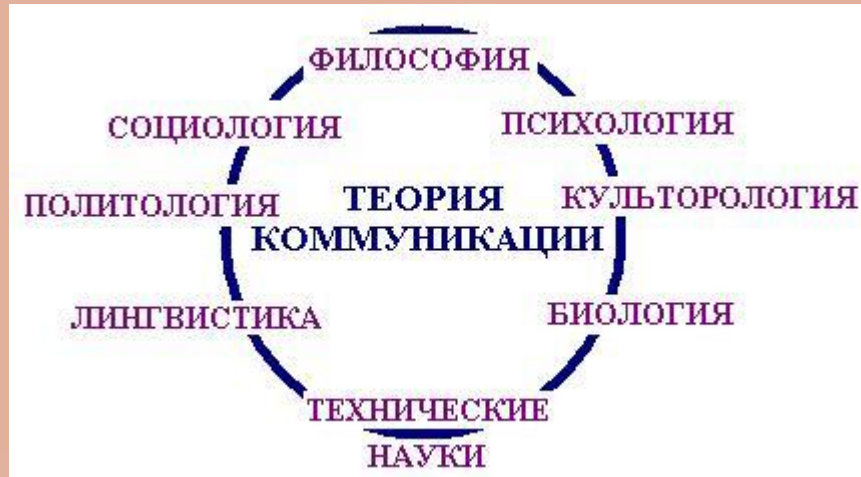 ФИЛОСОФИЯ
СОЦИОЛОГИЯ
ПСИХОЛОГИЯ
ПОЛИТОЛОГИЯ
ТЕОРИЯ
КОММУНИКАЦИИ
КУЛЬТОРОЛОГИЯ
ЛИНГВИСТИКА
БИОЛОГИЯ
ТЕХНИЧЕСКИЕ
НАУКИ